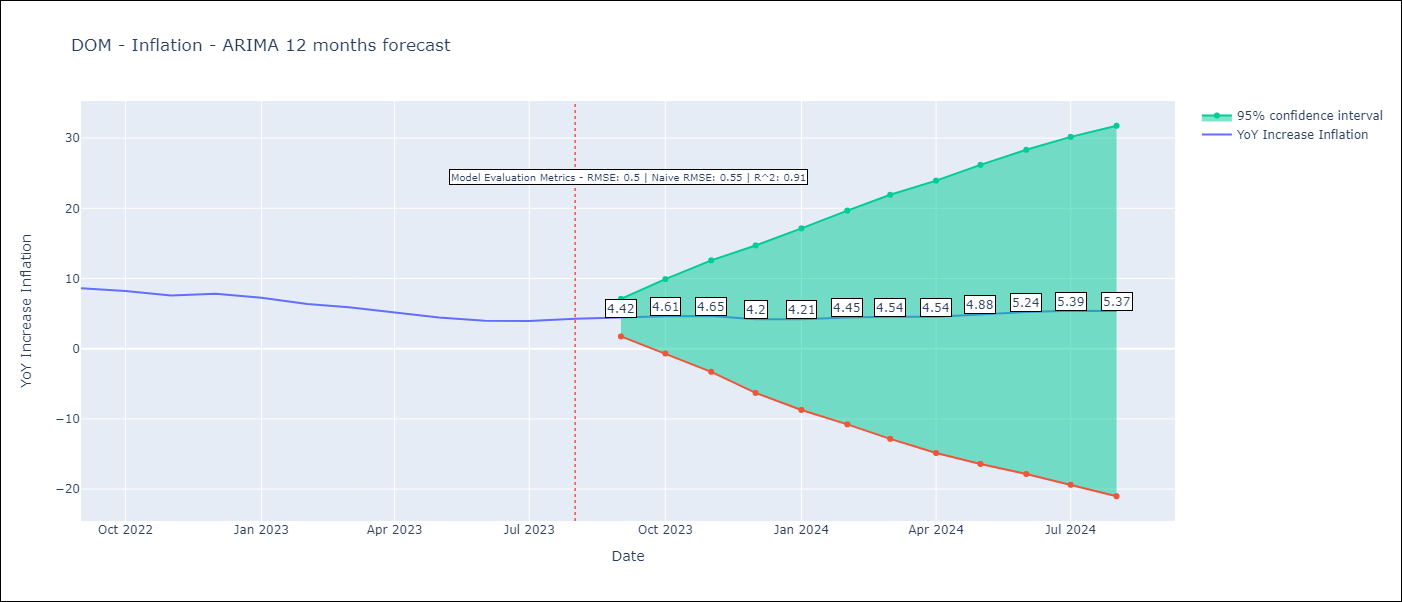 DOM - Inflation - ARIMA 12 months forecast
95% confidence interval
YoY Increase Inflation
Model Evaluation Metrics - RMSE: 0.5 | Naive RMSE: 0.55 | R^2: 0.91
YoY Increase Inflation
30
20
10
0
−10
−20
4.42
4.61
4.65
4.2
4.21
4.45
4.54
4.54
4.88
5.24
5.39
5.37
Oct 2022
Jan 2023
Apr 2023
Jul 2023
Oct 2023
Jan 2024
Apr 2024
Jul 2024
Date